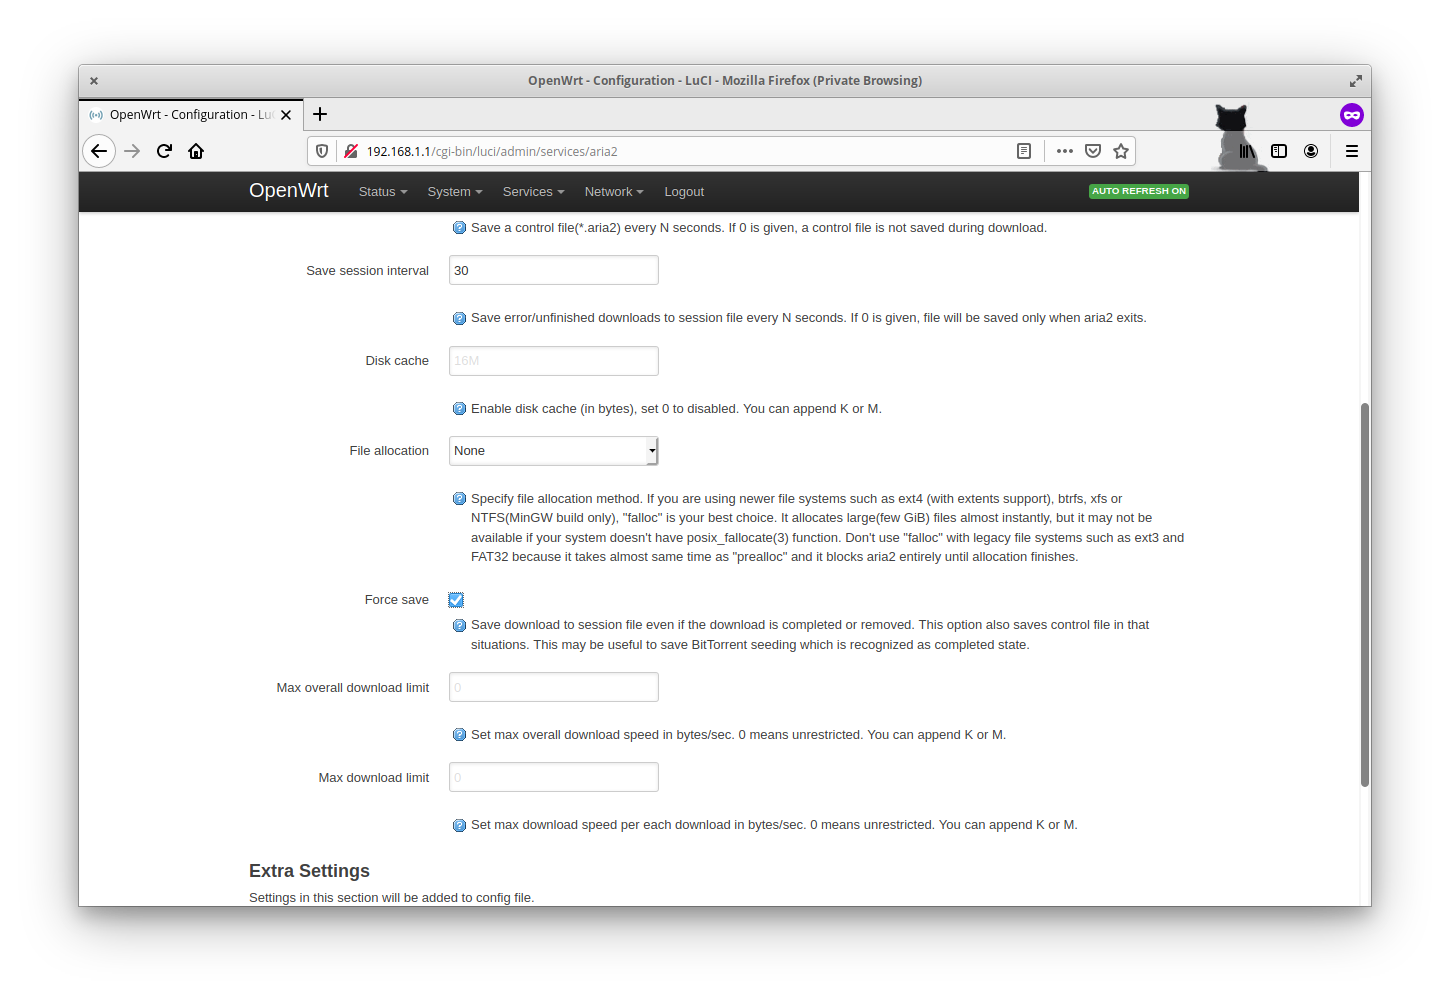 OpenWrt - Configuration - LuCI - Mozilla Firefox (Private Browsing)
OpenWrt - Configuration - Lu
192.168.1.1/cgi-bin/luci/admin/services/aria2
OpenWrt Status System Services Network Logout AUTO REFRESH ON
Save a control file(*.aria2) every N seconds. If 0 is given, a control file is not saved during download.
Save session interval 30
Save error/unfinished downloads to session file every N seconds. If 0 is given, file will be saved only when aria2 exits.
Disk cache 16M
Enable disk cache (in bytes), set 0 to disabled. You can append K or M.
File allocation None
Specify file allocation method. If you are using newer file systems such as ext4 (with extents support), btrfs, xfs or
NTFS(MinGW build only), "falloc" is your best choice. It allocates large(few GiB) files almost instantly, but it may not be
available if your system doesn't have posix_fallocate(3) function. Don't use "falloc" with legacy file systems such as ext3 and
FAT32 because it takes almost same time as "prealloc" and it blocks aria2 entirely until allocation finishes.
Force save
Save download to session file even if the download is completed or removed. This option also saves control file in that
situations. This may be useful to save BitTorrent seeding which is recognized as completed state.
Max overall download limit 0
Set max overall download speed in bytes/sec. 0 means unrestricted. You can append K or M.
Max download limit 0
Set max download speed per each download in bytes/sec. 0 means unrestricted. You can append K or M.
Extra Settings
Settings in this section will be added to config file.